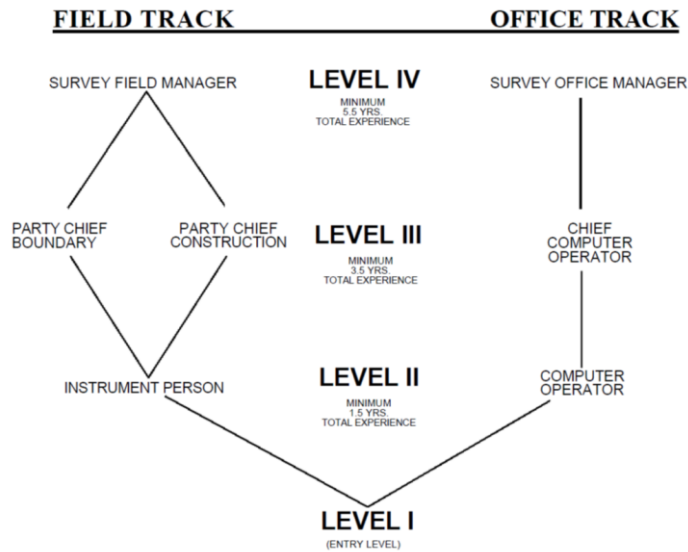 FIELD TRACK
OFFICE TRACK
SURVEY FIELD MANAGER
LEVEL IV
MINIMUM
5.5 YRS.
TOTAL EXPERIENCE
SURVEY OFFICE MANAGER
PARTY CHIEF
BOUNDARY
PARTY CHIEF
CONSTRUCTION
LEVEL III
MINIMUM
3.5 YRS.
TOTAL EXPERIENCE
CHIEF
COMPUTER
OPERATOR
INSTRUMENT PERSON
LEVEL II
MINIMUM
1.5 YRS.
TOTAL EXPERIENCE
COMPUTER
OPERATOR
LEVEL I
(ENTRY LEVEL)